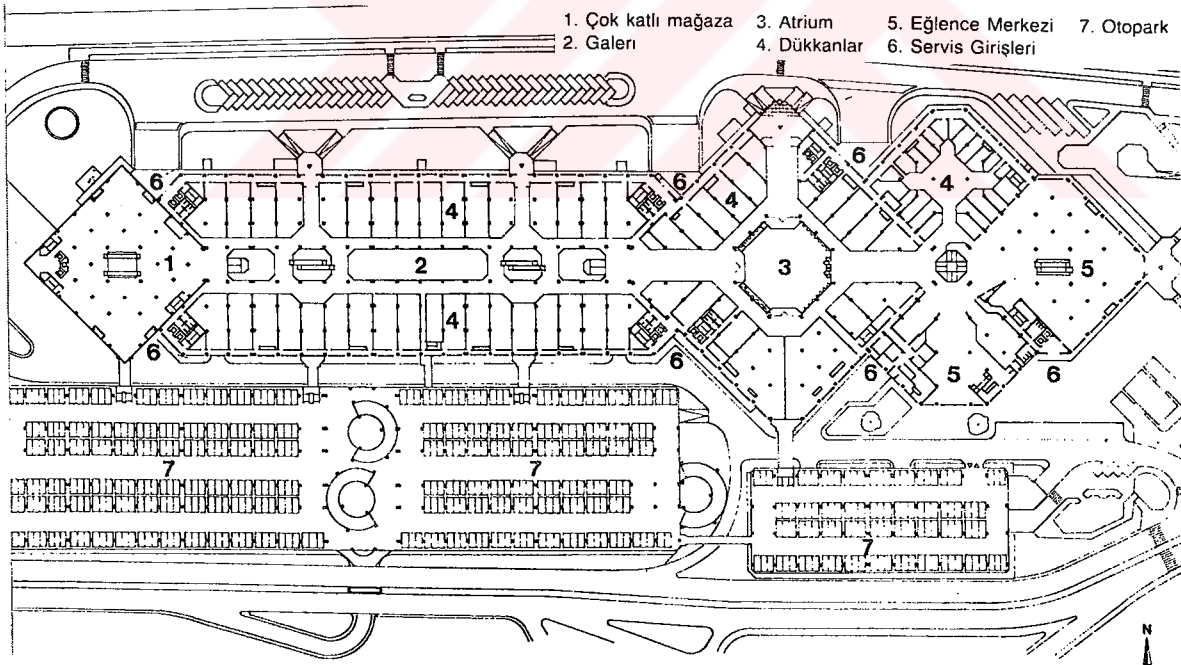 1. Çok katlı mağaza 3. Atrium 5. Eğlence Merkezi 7. Otopark
2. Galerı 4. Dükkanlar 6. Servis Girişleri
6 6 6 4
4 4
1 2 3 5
4
6 6 6 5 6
7 7
7
N